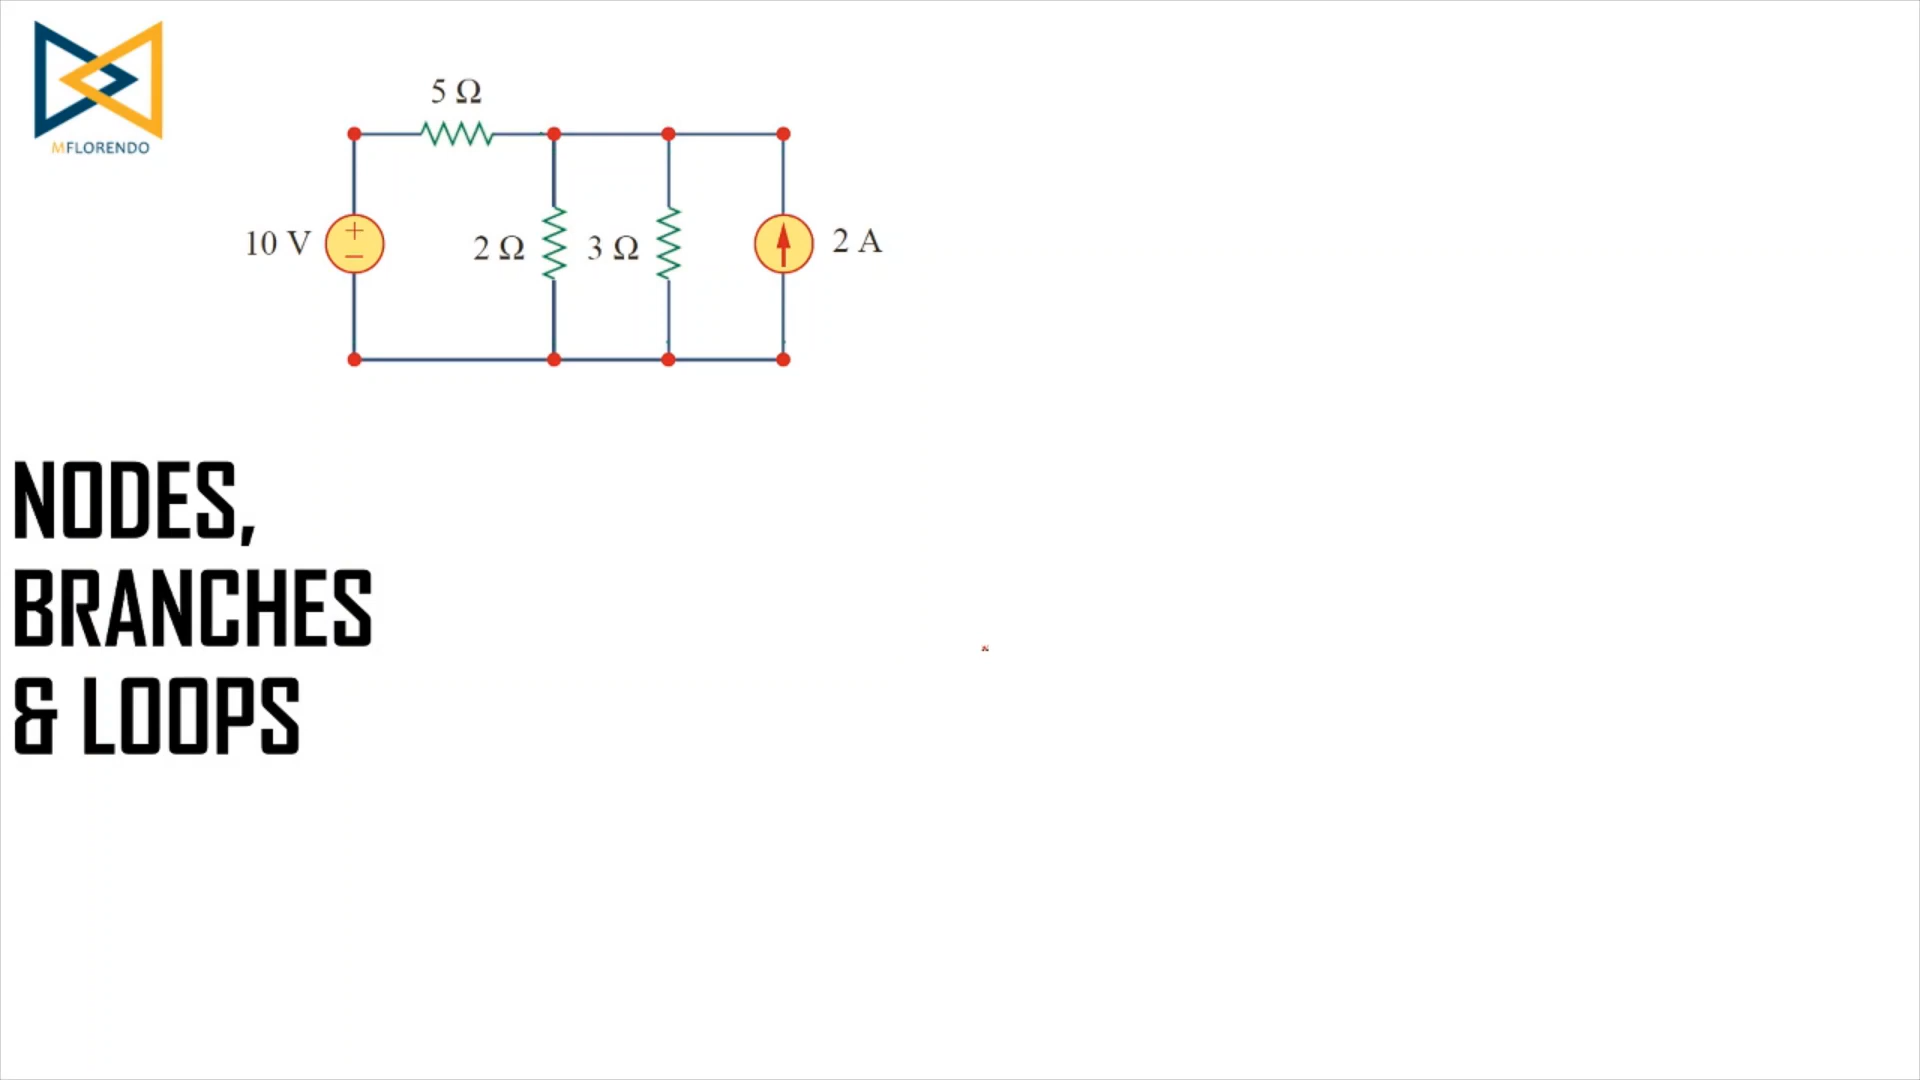 MFLORENDO
5 Ω
10 V
+
−
2 Ω
3 Ω
2 A
NODES,
BRANCHES
& LOOPS